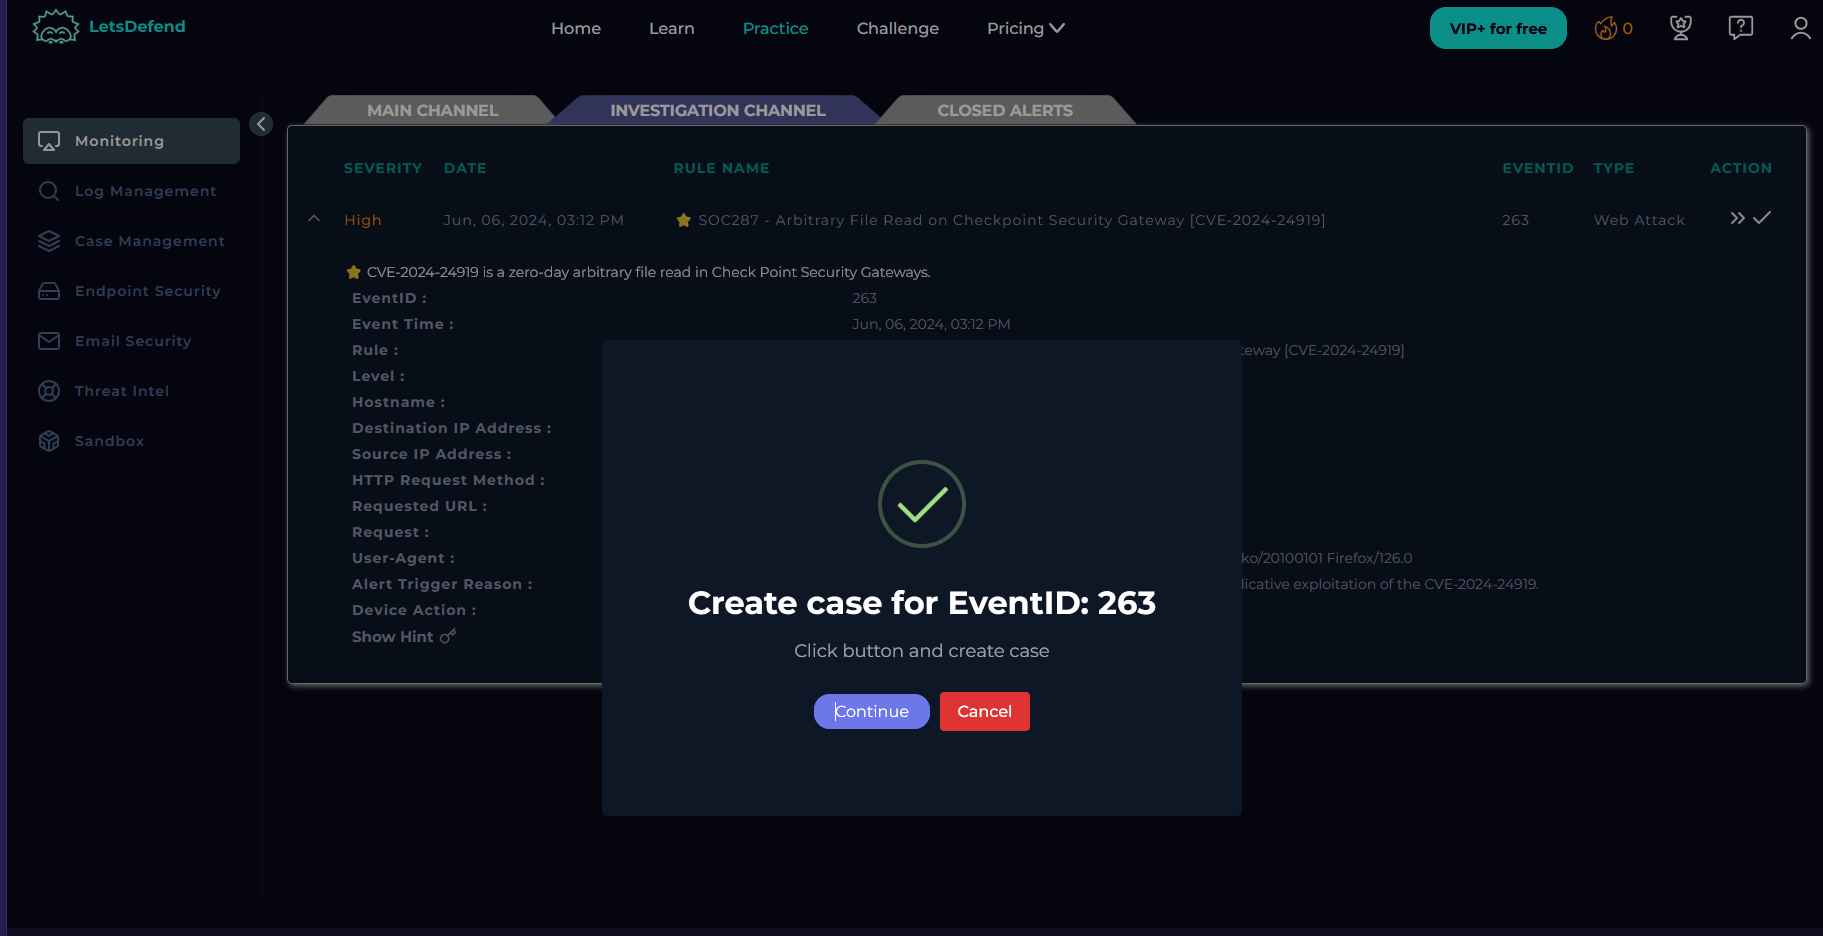 LetsDefend
Home Learn Practice Challenge Pricing
VIP+ for free 0
MAIN CHANNEL INVESTIGATION CHANNEL CLOSED ALERTS
Monitoring
Log Management
Case Management
Endpoint Security
Email Security
Threat Intel
Sandbox
SEVERITY DATE RULE NAME EVENTID TYPE ACTION
High Jun, 06, 2024, 03:12 PM SOC287 - Arbitrary File Read on Checkpoint Security Gateway [CVE-2024-24919] 263 Web Attack
CVE-2024-24919 is a zero-day arbitrary file read in Check Point Security Gateways.
EventID : 263
Event Time : Jun, 06, 2024, 03:12 PM
Rule : eway [CVE-2024-24919]
Level :
Hostname :
Destination IP Address :
Source IP Address :
HTTP Request Method :
Requested URL :
Request :
User-Agent : ko/20100101 Firefox/126.0
Alert Trigger Reason : dicative exploitation of the CVE-2024-24919.
Device Action :
Show Hint
Create case for EventID: 263
Click button and create case
Continue Cancel